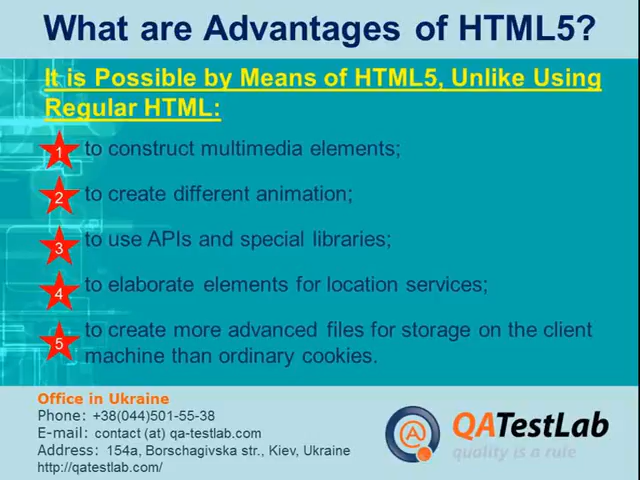 What are Advantages of HTML5?
It is Possible by Means of HTML5, Unlike Using
Regular HTML:
1 to construct multimedia elements;
2 to create different animation;
3 to use APIs and special libraries;
4 to elaborate elements for location services;
5 to create more advanced files for storage on the client
machine than ordinary cookies.
Office in Ukraine
Phone: +38(044)501-55-38
E-mail: contact (at) qa-testlab.com
Address: 154a, Borschagivska str., Kiev, Ukraine
http://qatestlab.com/
@ QATestLab
quality is a rule